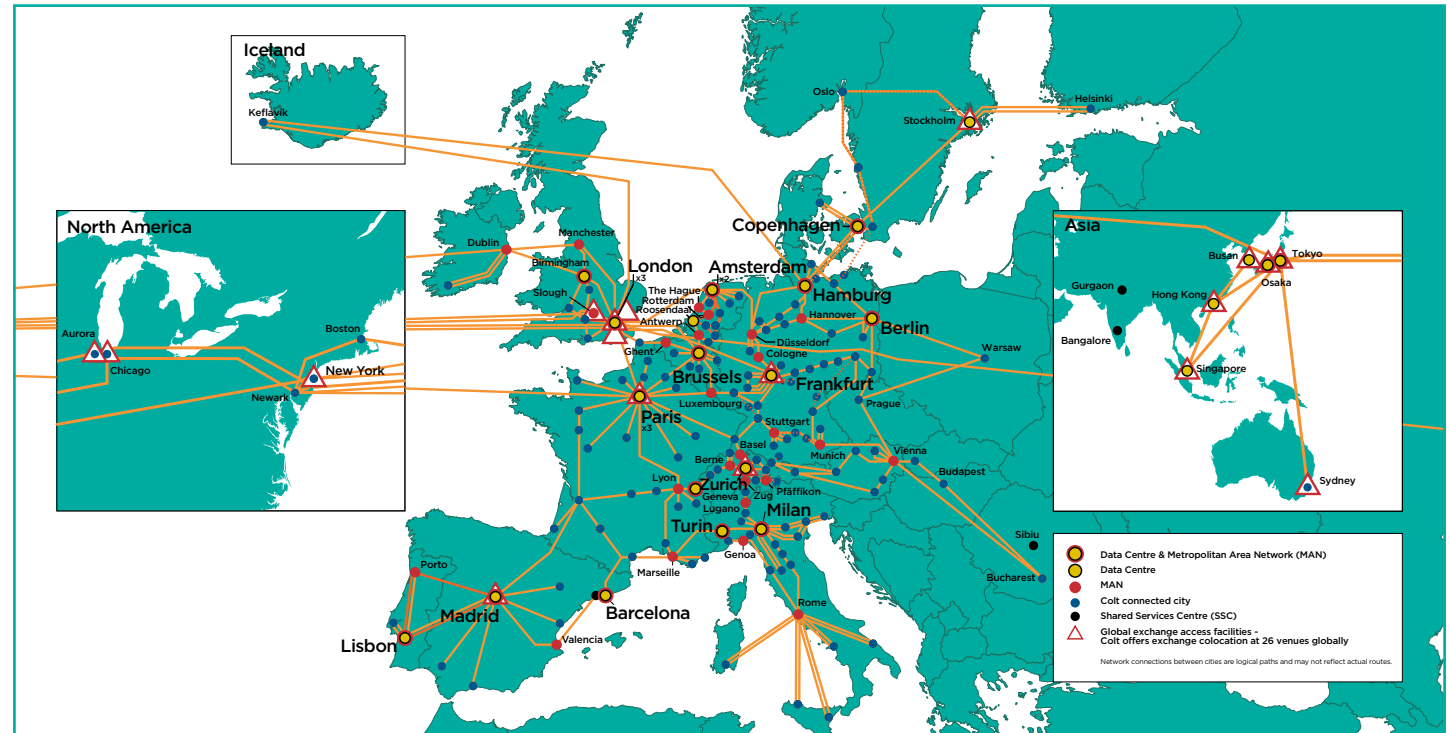 Iceland
Keflavik
North America
Aurora
Chicago
Boston
New York
Newark
Oslo
Stockholm
Helsinki
Copenhagen
Dublin
Manchester
Birmingham
London
x3
Slough
Amsterdam
x2
The Hague
Rotterdam
Roosendaal
Antwerp
Ghent
Hamburg
Hannover
Berlin
Düsseldorf
Cologne
Warsaw
Brussels
Frankfurt
Luxembourg
Prague
Paris
x3
Stuttgart
Basel
Berne
Munich
Vienna
Budapest
Lyon
Zurich
Geneva
Zug
Pfäffikon
Lugano
Turin
Milan
Genoa
Marseille
Sibiu
Bucharest
Porto
Madrid
Barcelona
Lisbon
Valencia
Rome
Asia
Busan
Tokyo
Osaka
Gurgaon
Hong Kong
Bangalore
Singapore
Sydney
Data Centre & Metropolitan Area Network (MAN)
Data Centre
MAN
Colt connected city
Shared Services Centre (SSC)
Global exchange access facilities -
Colt offers exchange colocation at 26 venues globally
Network connections between cities are logical paths and may not reflect actual routes.